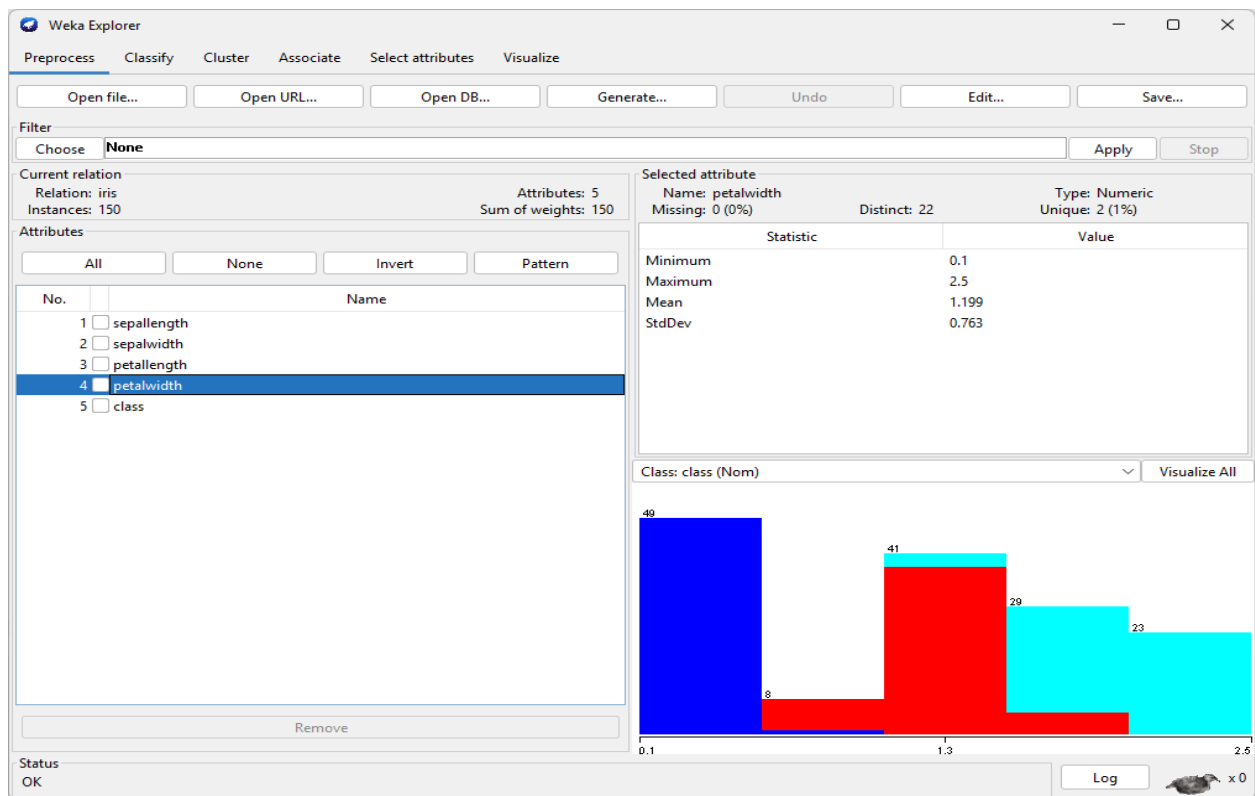 Weka Explorer
Preprocess Classify Cluster Associate Select attributes Visualize
Open file... Open URL... Open DB... Generate... Undo Edit... Save...
Filter
Choose None Apply Stop
Current relation
Relation: iris Attributes: 5
Instances: 150 Sum of weights: 150
Selected attribute
Name: petalwidth Type: Numeric
Missing: 0 (0%) Distinct: 22 Unique: 2 (1%)
Attributes
All None Invert Pattern
No. Name
1 sepallength
2 sepalwidth
3 petallength
4 petalwidth
5 class
Remove
Statistic Value
Minimum 0.1
Maximum 2.5
Mean 1.199
StdDev 0.763
Class: class (Nom) Visualize All
49
41
29
23
8
0.1 1.3 2.5
Status
OK
Log x 0